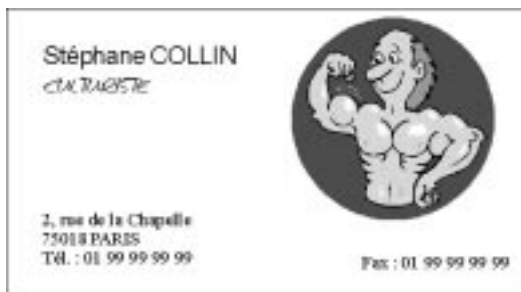 Stéphane COLLIN
CULTURISTE
2, rue de la Chapelle
75018 PARIS
Tél. : 01 99 99 99 99
Fax : 01 99 99 99 99